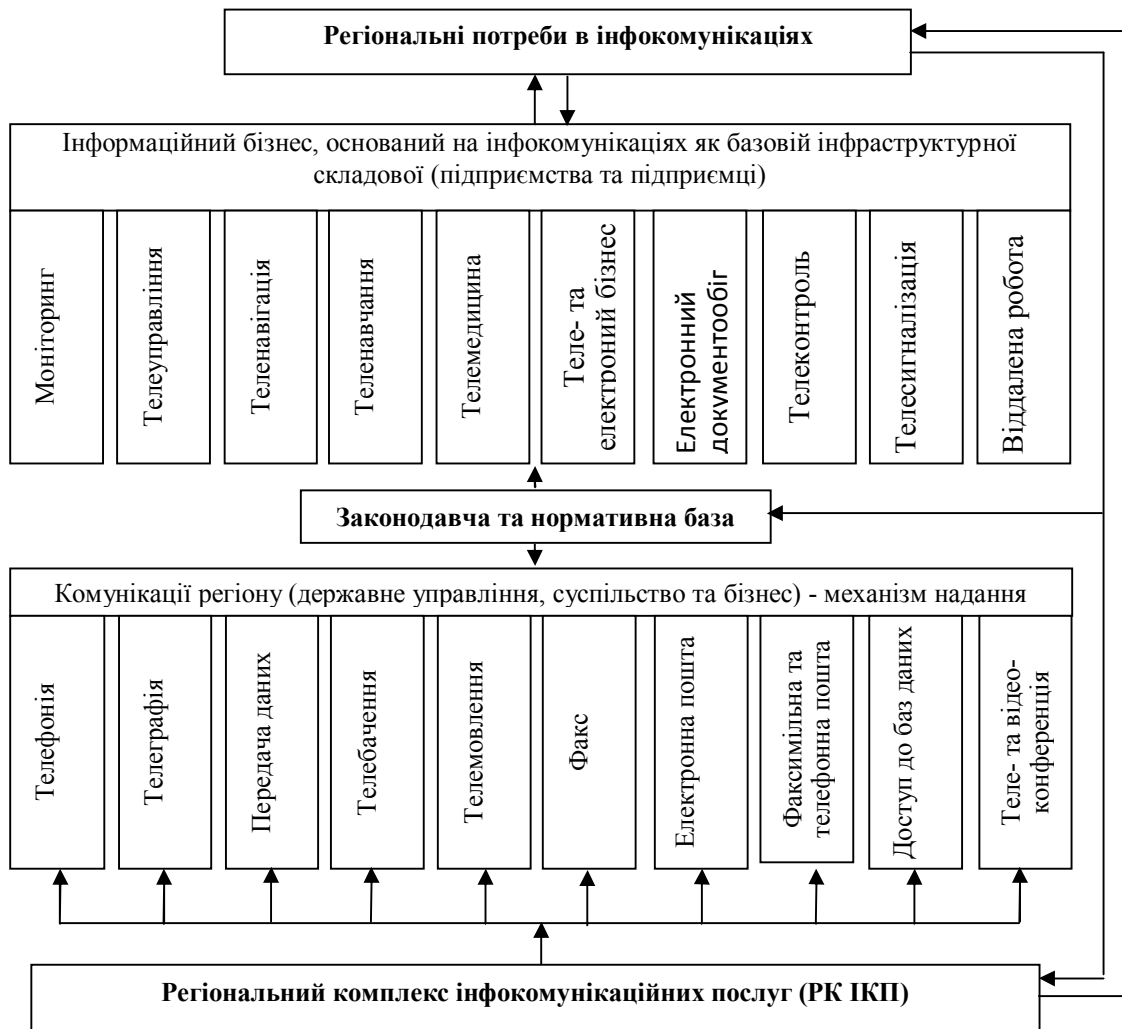 Регіональні потреби в інфокомунікаціях
Інформаційний бізнес, оснований на інфокомунікаціях як базовій інфраструктурної
складової (підприємства та підприємці)
Моніторинг
Телеуправління
Теленавігація
Теленавчання
Телемедицина
Теле- та
електроний бізнес
Електронний
документообіг
Телеконтроль
Телесигналізація
Віддалена робота
Законодавча та нормативна база
Комунікації регіону (державне управління, суспільство та бізнес) - механізм надання
Телефонія
Телеграфія
Передача даних
Телебачення
Телемовлення
Факс
Електронна пошта
Факсимільна та
телефонна пошта
Доступ до баз даних
Теле- та відео-
конференція
Регіональний комплекс інфокомунікаційних послуг (РК ІКП)